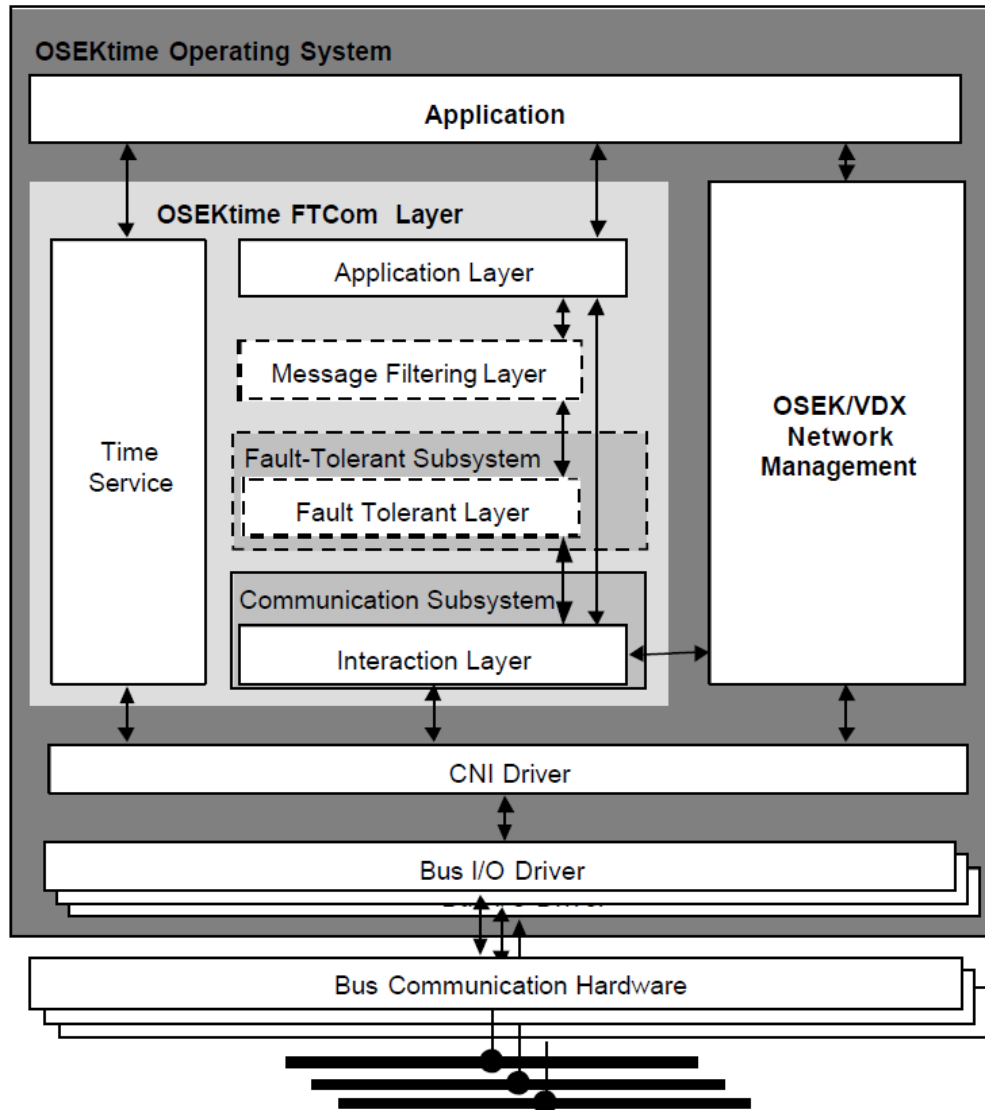 OSEKtime Operating System
Application
OSEKtime FTCom Layer
Application Layer
Message Filtering Layer
Time
Service
Fault-Tolerant Subsystem
Fault Tolerant Layer
Communication Subsystem
Interaction Layer
OSEK/VDX
Network
Management
CNI Driver
Bus I/O Driver
Bus Communication Hardware